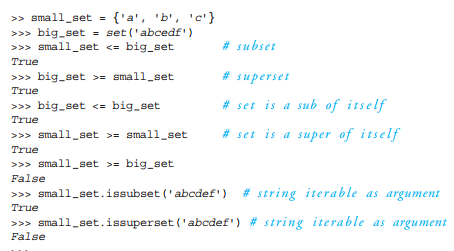 >> small_set = {'a', 'b', 'c'}
>>> big_set = set('abcedf')
>>> small_set <= big_set # subset
True
>>> big_set >= small_set # superset
True
>>> big_set <= big_set # set is a sub of itself
True
>>> small_set >= small_set # set is a super of itself
True
>>> small_set >= big_set
False
>>> small_set.issubset('abcdef') # string iterable as argument
True
>>> small_set.issuperset('abcdef') # string iterable as argument
False